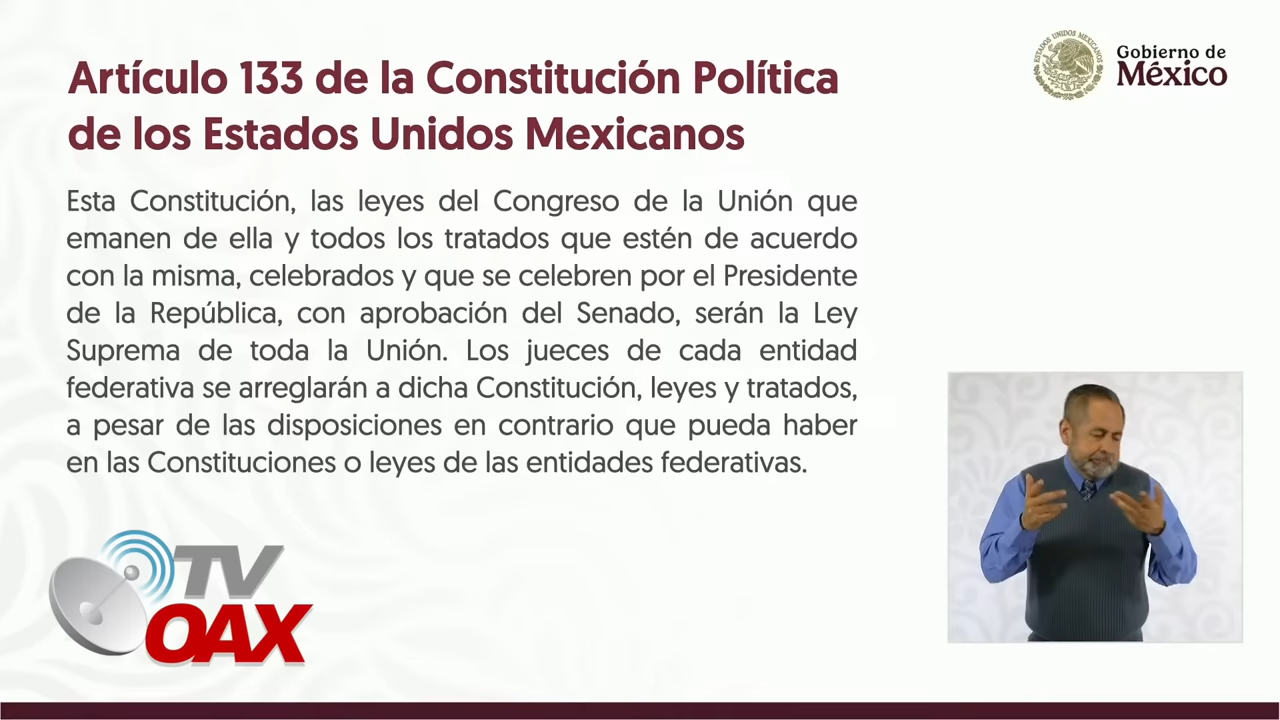 Artículo 133 de la Constitución Política
de los Estados Unidos Mexicanos
ESTADOS UNIDOS MEXICANOS
Gobierno de
México
Esta Constitución, las leyes del Congreso de la Unión que
emanen de ella y todos los tratados que estén de acuerdo
con la misma, celebrados y que se celebren por el Presidente
de la República, con aprobación del Senado, serán la Ley
Suprema de toda la Unión. Los jueces de cada entidad
federativa se arreglarán a dicha Constitución, leyes y tratados,
a pesar de las disposiciones en contrario que pueda haber
en las Constituciones o leyes de las entidades federativas.
TV
OAX